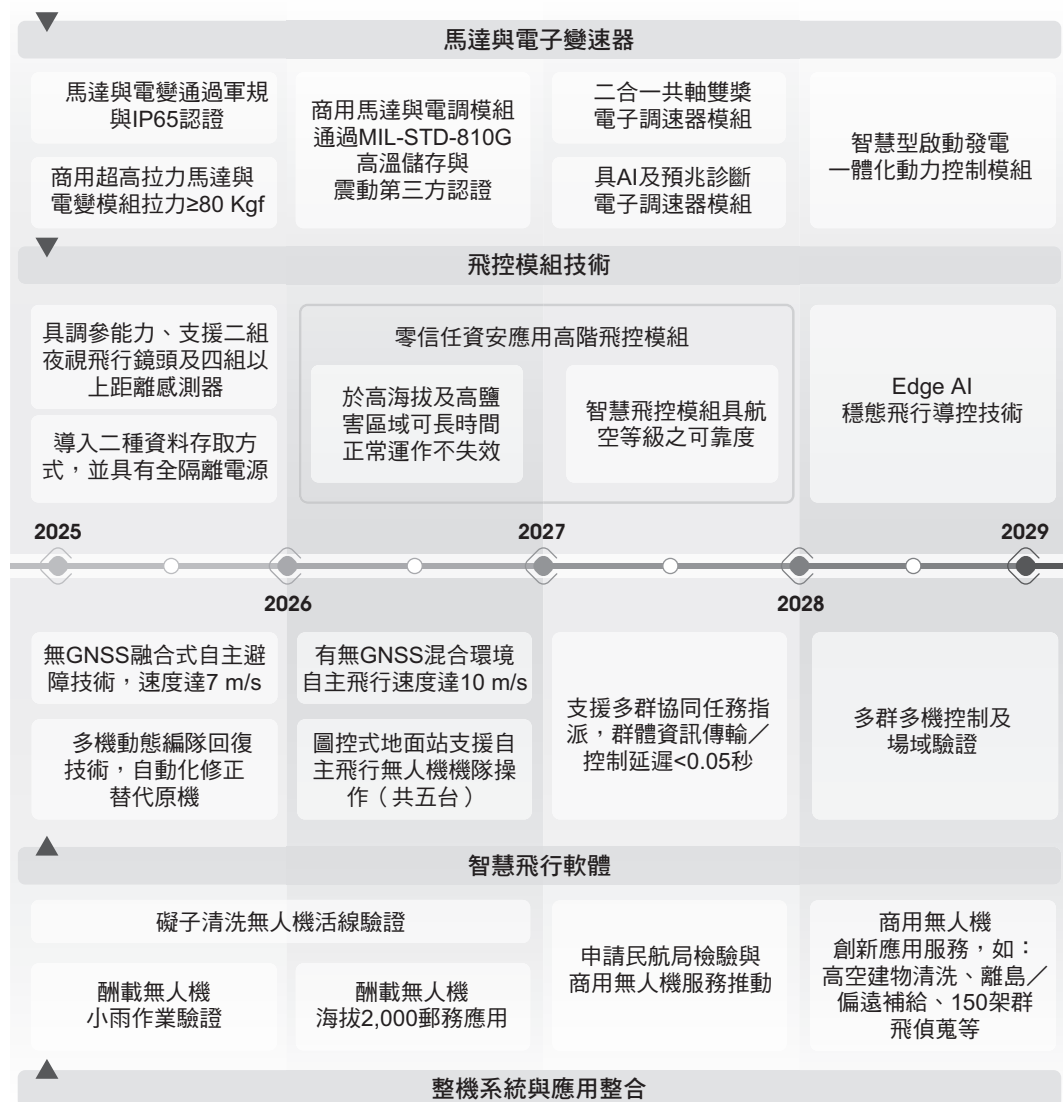 馬達與電子變速器
馬達與電變通過軍規
與IP65認證
商用超高拉力馬達與
電變模組拉力≥80 Kgf
商用馬達與電調模組
通過MIL-STD-810G
高溫儲存與
震動第三方認證
二合一共軸雙槳
電子調速器模組
具AI及預兆診斷
電子調速器模組
智慧型啟動發電
一體化動力控制模組
飛控模組技術
具調參能力、支援二組
夜視飛行鏡頭及四組以
上距離感測器
導入二種資料存取方
式，並具有全隔離電源
零信任資安應用高階飛控模組
於高海拔及高鹽
害區域可長時間
正常運作不失效
智慧飛控模組具航
空等級之可靠度
Edge AI
穩態飛行導控技術
2025
2027
2029
2026
2028
無GNSS融合式自主避
障技術，速度達7 m/s
多機動態編隊回復
技術，自動化修正
替代原機
有無GNSS混合環境
自主飛行速度達10 m/s
圖控式地面站支援自
主飛行無人機機隊操
作（共五台）
支援多群協同任務指
派，群體資訊傳輸／
控制延遲<0.05秒
多群多機控制及
場域驗證
智慧飛行軟體
礙子清洗無人機活線驗證
酬載無人機
小雨作業驗證
酬載無人機
海拔2,000郵務應用
申請民航局檢驗與
商用無人機服務推動
商用無人機
創新應用服務，如：
高空建物清洗、離島／
偏遠補給、150架群
飛偵蒐等
整機系統與應用整合